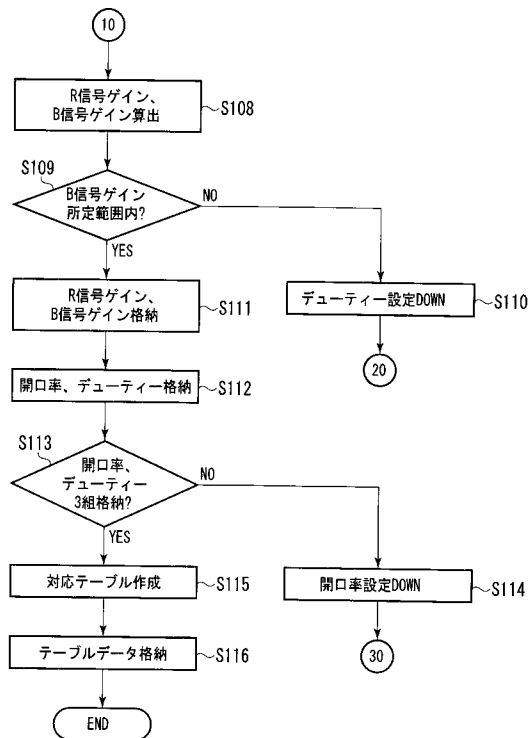 10
R信号ゲイン、
B信号ゲイン算出
S108
S109
B信号ゲイン
所定範囲内?
NO
YES
R信号ゲイン、
B信号ゲイン格納
S111
デューティー設定DOWN
S110
20
開口率、デューティー格納
S112
S113
開口率、
デューティー
3組格納?
NO
YES
対応テーブル作成
S115
開口率設定DOWN
S114
テーブルデータ格納
S116
30
END